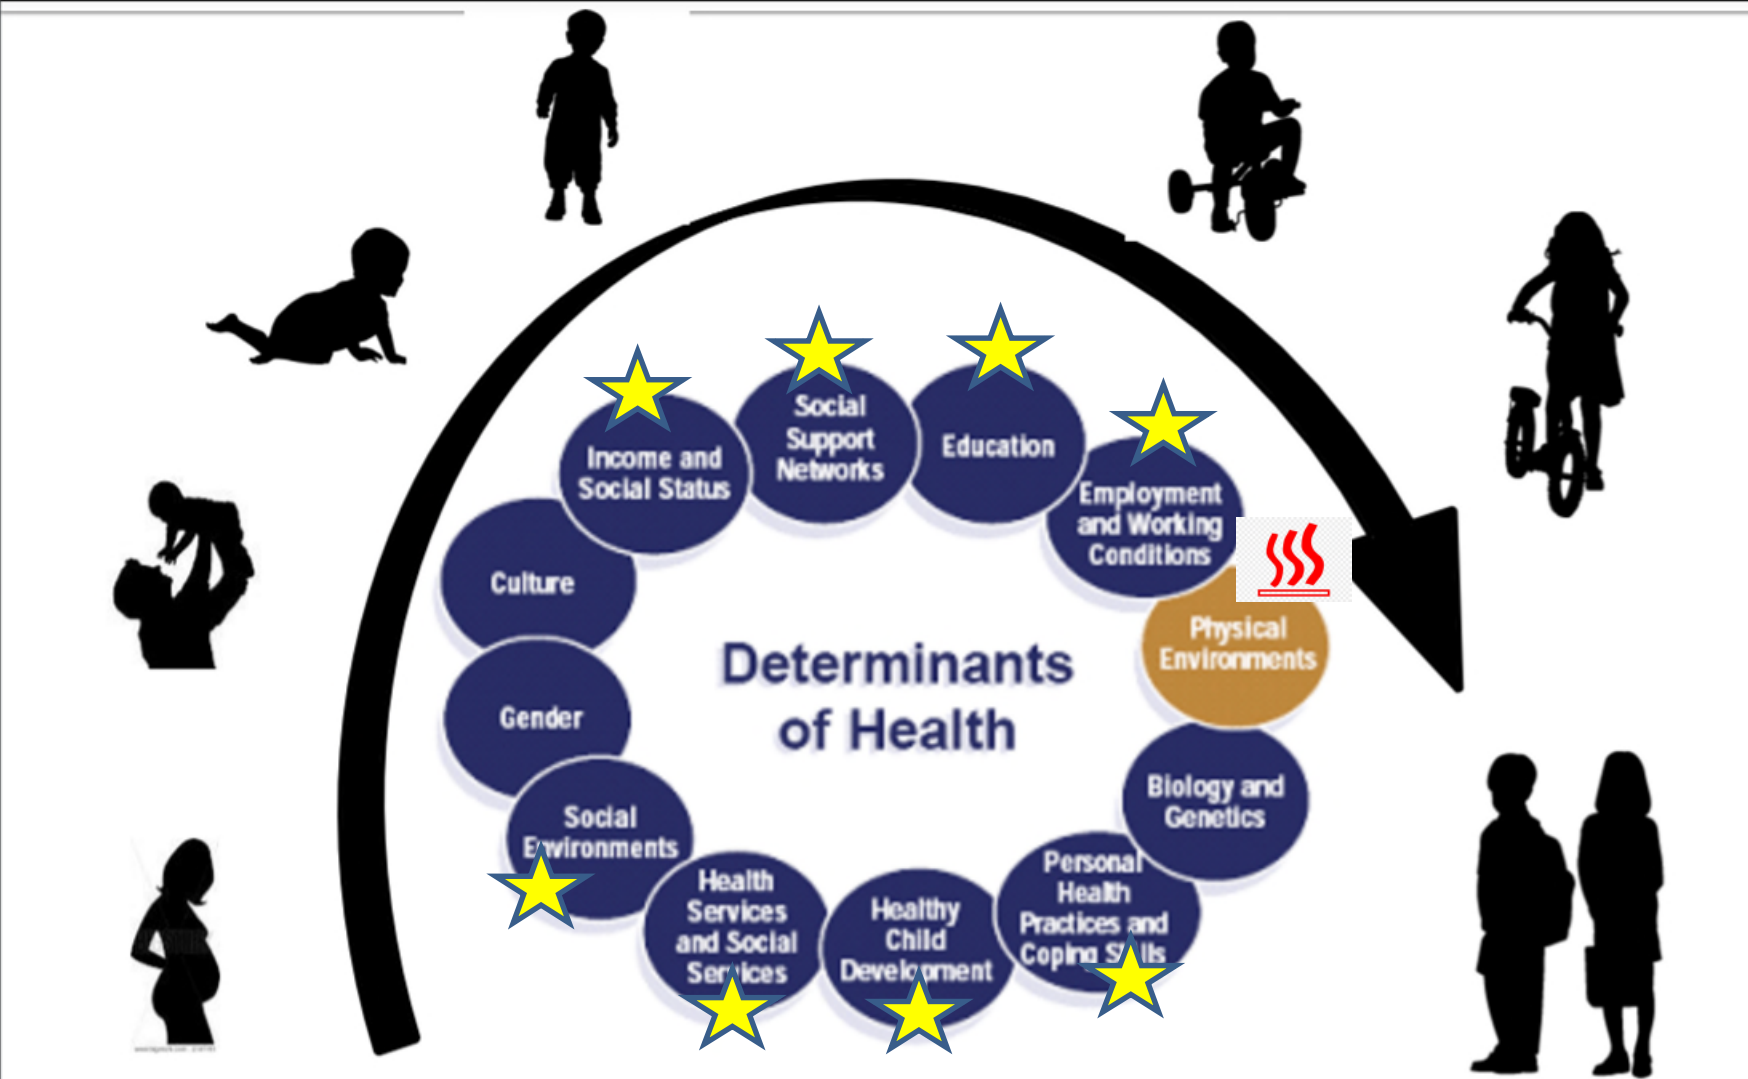 Income and
Social Status
Social
Support
Networks
Education
Employment
and Working
Conditions
Culture
Physical
Environments
Determinants
of Health
Gender
Biology and
Genetics
Social
Environments
Health
Services
and Social
Services
Healthy
Child
Development
Personal
Health
Practices and
Coping Skills